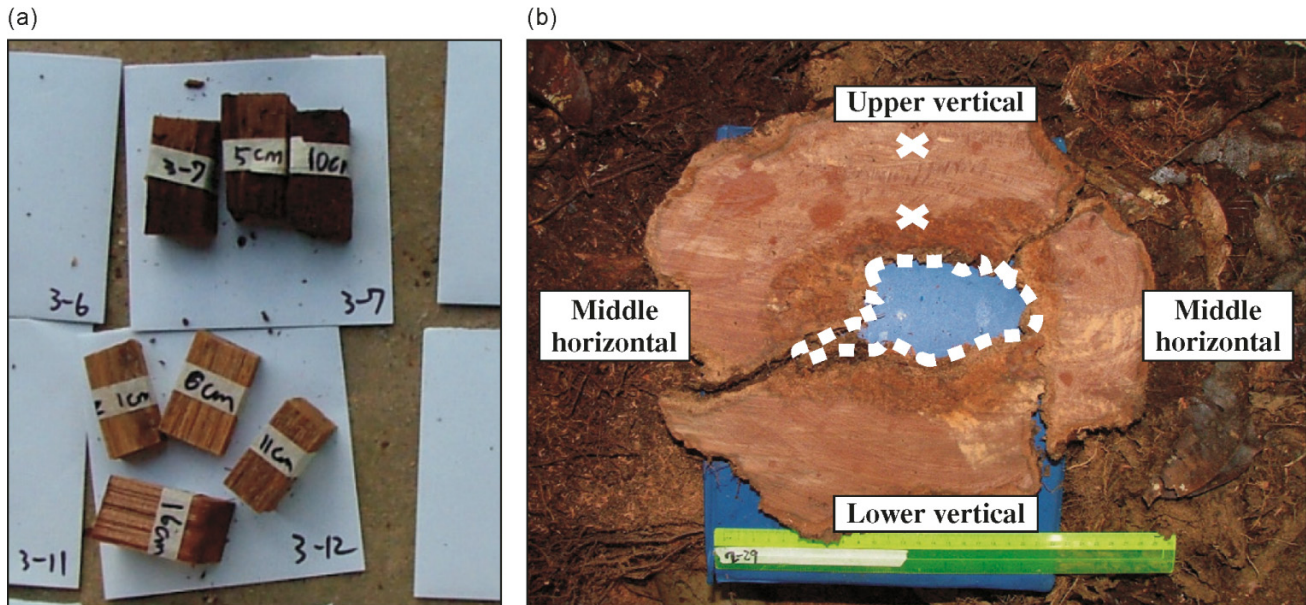 (a)
(b)
3-7
5cm
10cm
3-6
3-7
1cm
6cm
11cm
16cm
3-11
3-12
Upper vertical
Middle
horizontal
Middle
horizontal
Lower vertical